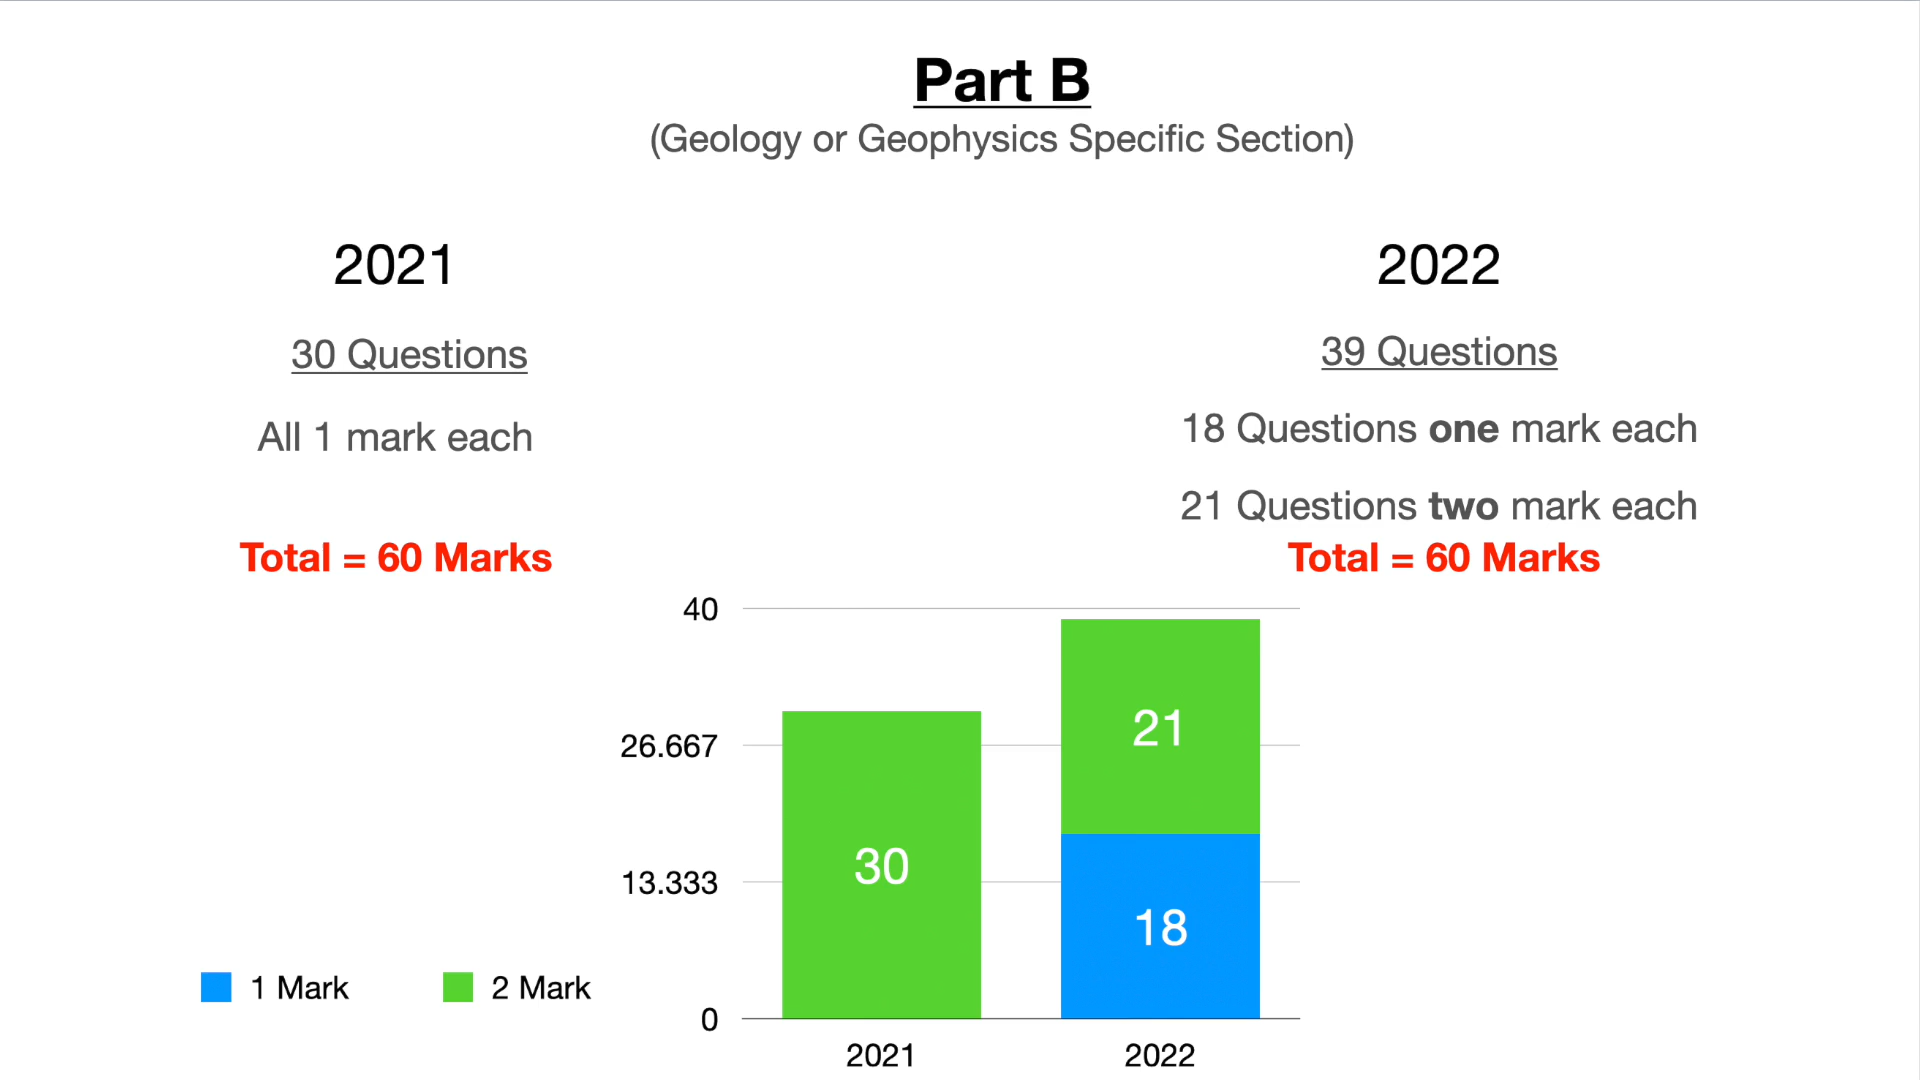 Part B
(Geology or Geophysics Specific Section)
2021
30 Questions
All 1 mark each
Total = 60 Marks
2022
39 Questions
18 Questions one mark each
21 Questions two mark each
Total = 60 Marks
40
26.667
13.333
0
30
21
18
2021
2022
1 Mark
2 Mark